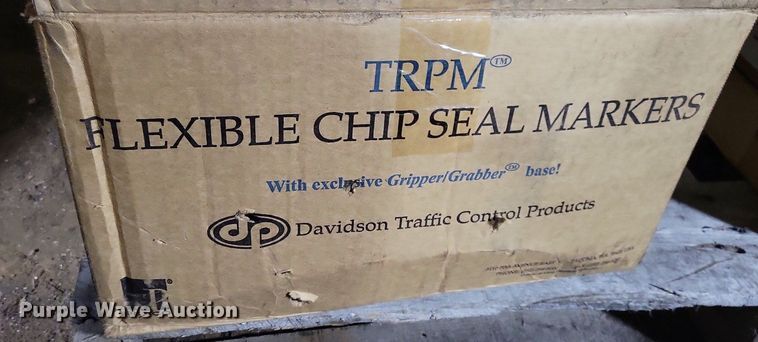 TRPM™
FLEXIBLE CHIP SEAL MARKERS
With exclusive Gripper/Grabber™ base!
dp Davidson Traffic Control Products
Purple Wave Auction